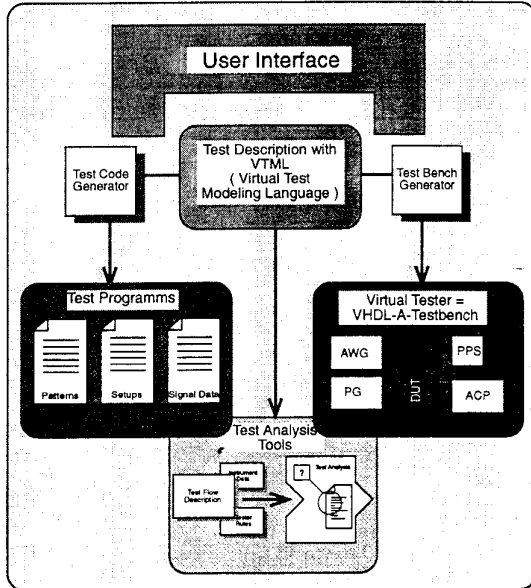 User Interface
Test Description with
VTML
( Virtual Test
Modeling Language )
Test Code
Generator
Test Bench
Generator
Test Programms
Patterns
Setups
Signal Data
Virtual Tester =
VHDL-A-Testbench
AWG
PPS
PG
DUT
ACP
Test Analysis
Tools
Instrument
Data
Test Flow
Description
Tester
Rules
Test Analysis
?